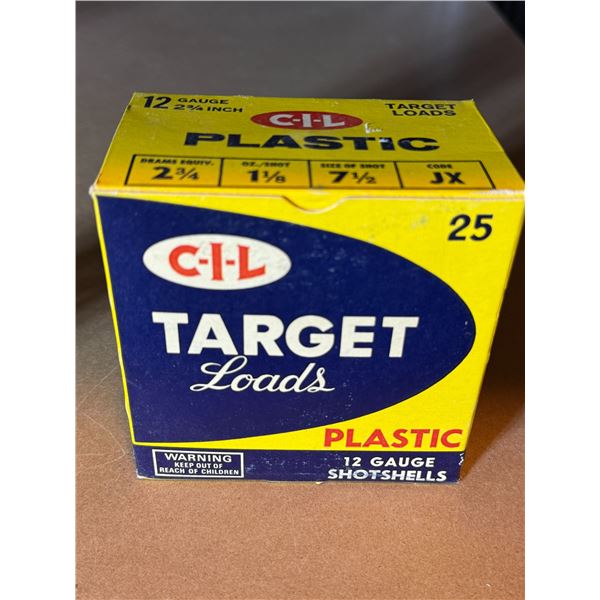 12 GAUGE
2¾ INCH
C-I-L
TARGET
LOADS
PLASTIC
DRAMS EQUIV.
2¾
OZ./SHOT
1⅛
SIZE OF SHOT
7½
CODE
JX
25
C-I-L
TARGET
Loads
PLASTIC
WARNING
KEEP OUT OF
REACH OF CHILDREN
12 GAUGE
SHOTSHELLS